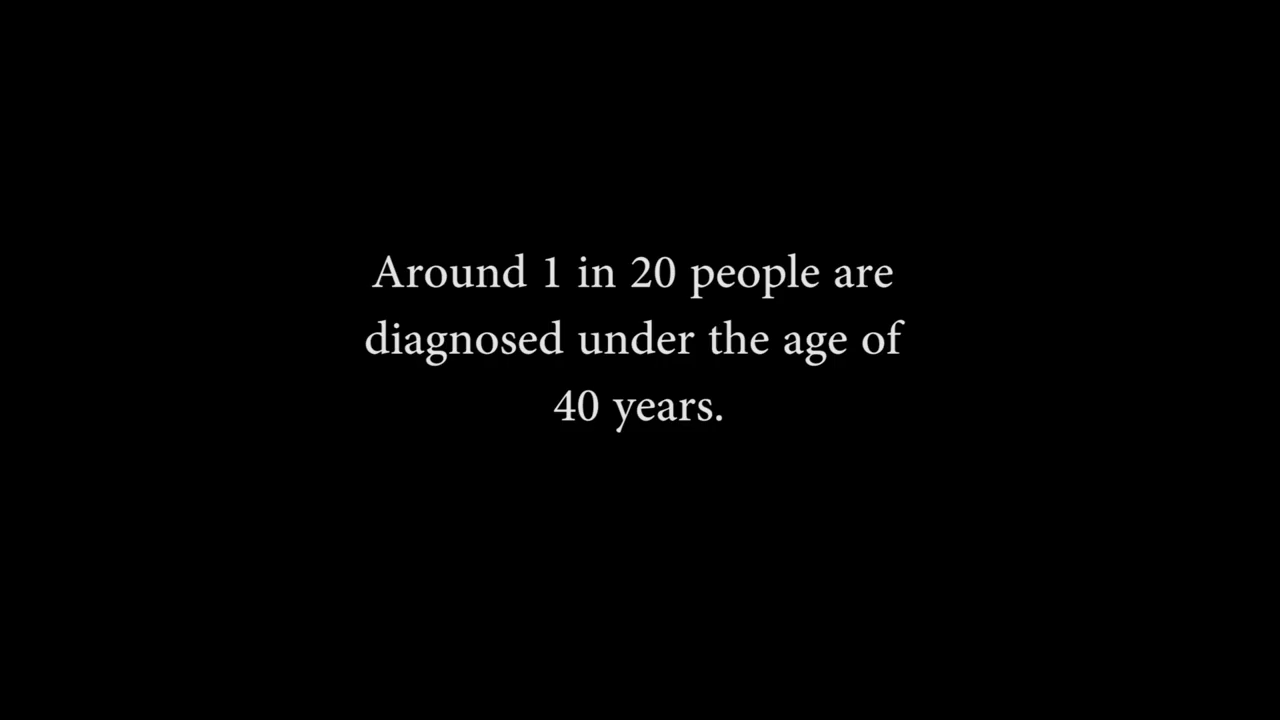 Around 1 in 20 people are
diagnosed under the age of
40 years.